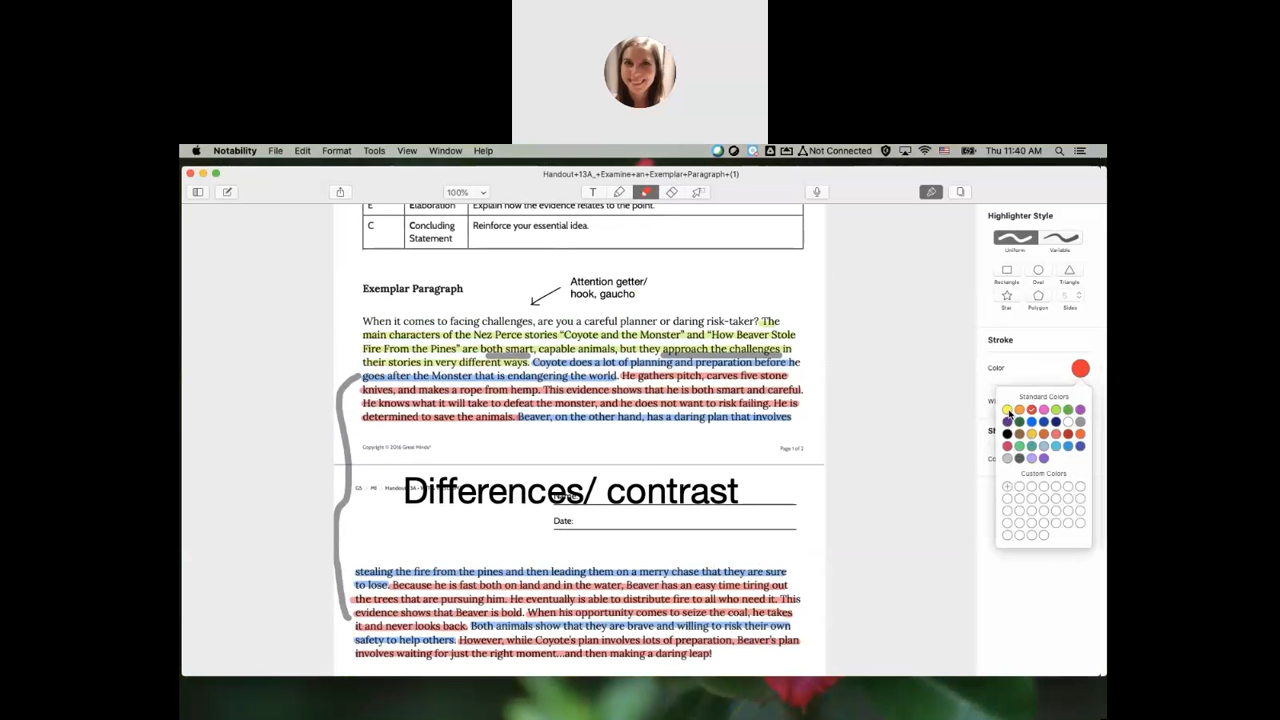 Notability File Edit Format Tools View Window Help Not Connected Thu 11:40 AM
Handout+13A_+Examine+an+Exemplar+Paragraph+(1)
100% T
E Elaboration Explain how the evidence relates to the point.
C Concluding Reinforce your essential idea.
Statement
Attention getter/
hook, gaucho
Exemplar Paragraph
When it comes to facing challenges, are you a careful planner or daring risk-taker? The
main characters of the Nez Perce stories “Coyote and the Monster” and “How Beaver Stole
Fire From the Pines” are both smart, capable animals, but they approach the challenges in
their stories in very different ways. Coyote does a lot of planning and preparation before he
goes after the Monster that is endangering the world. He gathers pitch, carves five stone
knives, and makes a rope from hemp. This evidence shows that he is both smart and careful.
He knows what it will take to defeat the monster, and he does not want to risk failing. He is
determined to save the animals. Beaver, on the other hand, has a daring plan that involves
Copyright © 2016 Great Minds® Page 1 of 2
G5 M1 Handout 13A
Differences/ contrast
Date:
stealing the fire from the pines and then leading them on a merry chase that they are sure
to lose. Because he is fast both on land and in the water, Beaver has an easy time tiring out
the trees that are pursuing him. He eventually is able to distribute fire to all who need it. This
evidence shows that Beaver is bold. When his opportunity comes to seize the coal, he takes
it and never looks back. Both animals show that they are brave and willing to risk their own
safety to help others. However, while Coyote’s plan involves lots of preparation, Beaver’s plan
involves waiting for just the right moment…and then making a daring leap!
Highlighter Style
Uniform Variable
Rectangle Oval Triangle
5
Star Polygon Sides
Stroke
Color
Wi
Sh
Co
Standard Colors
Custom Colors